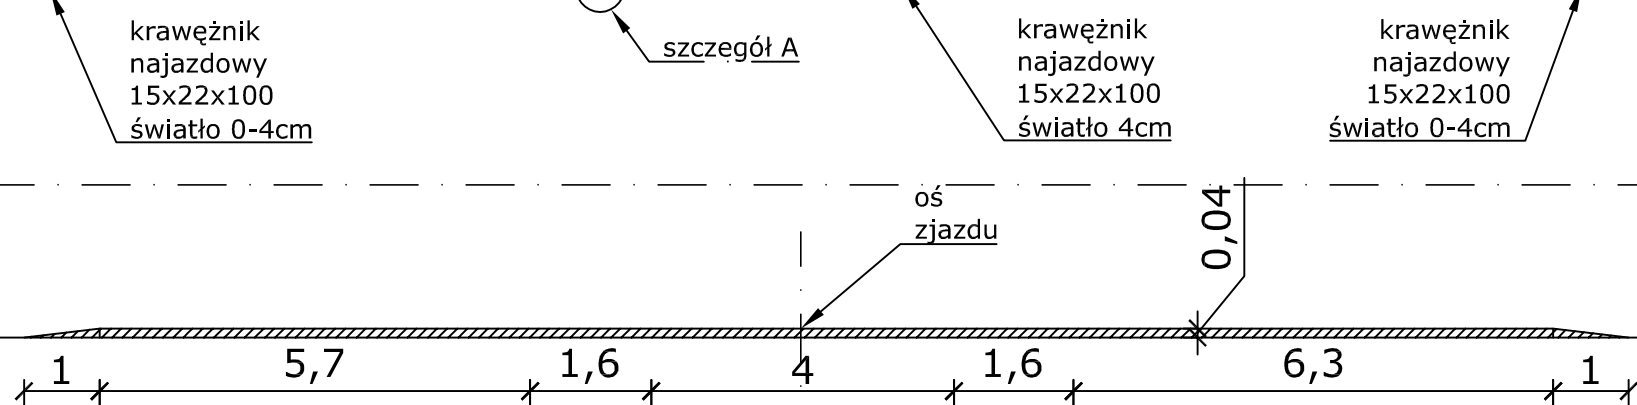 krawężnik
najazdowy
15x22x100
światło 0-4cm
szczegół A
krawężnik
najazdowy
15x22x100
światło 4cm
krawężnik
najazdowy
15x22x100
światło 0-4cm
oś
zjazdu
0,04
1
5,7
1,6
4
1,6
6,3
1